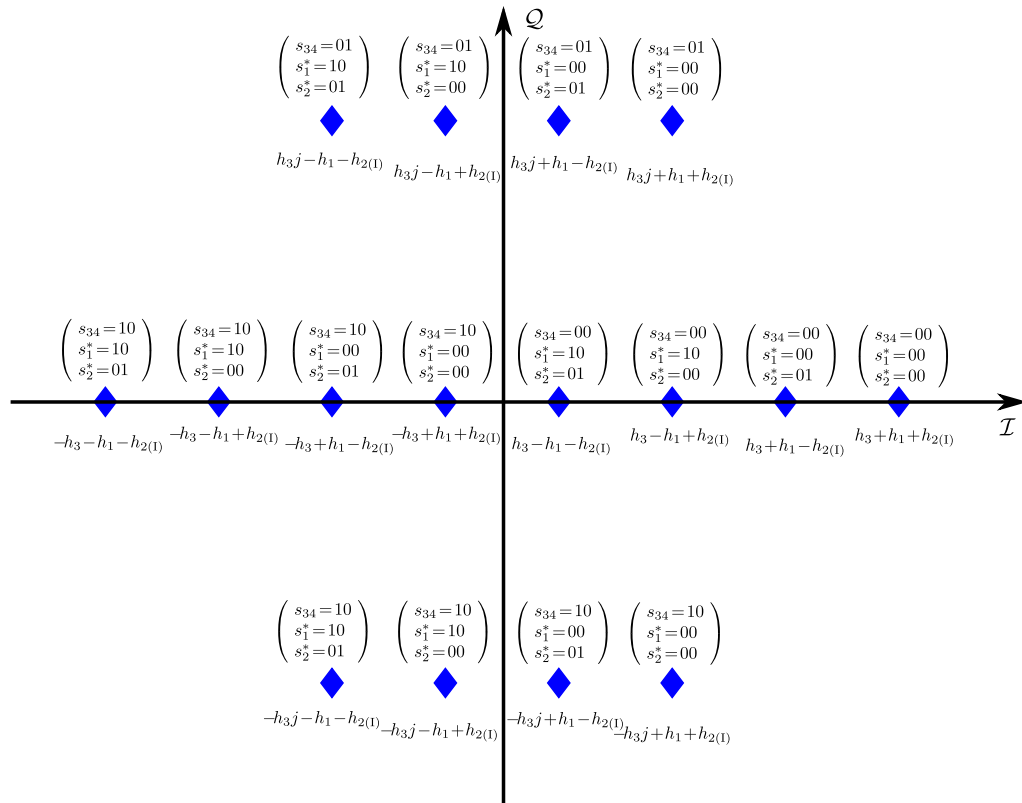 𝒬
s₃₄=01 s₃₄=01 s₃₄=01 s₃₄=01
s₁*=10 s₁*=10 s₁*=00 s₁*=00
s₂*=01 s₂*=00 s₂*=01 s₂*=00
h₃j−h₁−h₂₍I₎ h₃j−h₁+h₂₍I₎ h₃j+h₁−h₂₍I₎ h₃j+h₁+h₂₍I₎
s₃₄=10 s₃₄=10 s₃₄=10 s₃₄=10 s₃₄=00 s₃₄=00 s₃₄=00 s₃₄=00
s₁*=10 s₁*=10 s₁*=00 s₁*=00 s₁*=10 s₁*=10 s₁*=00 s₁*=00
s₂*=01 s₂*=00 s₂*=01 s₂*=00 s₂*=01 s₂*=00 s₂*=01 s₂*=00
−h₃−h₁−h₂₍I₎ −h₃−h₁+h₂₍I₎ −h₃+h₁−h₂₍I₎ −h₃+h₁+h₂₍I₎ h₃−h₁−h₂₍I₎ h₃−h₁+h₂₍I₎ h₃+h₁−h₂₍I₎ h₃+h₁+h₂₍I₎
ℐ
s₃₄=10 s₃₄=10 s₃₄=10 s₃₄=10
s₁*=10 s₁*=10 s₁*=00 s₁*=00
s₂*=01 s₂*=00 s₂*=01 s₂*=00
−h₃j−h₁−h₂₍I₎ −h₃j−h₁+h₂₍I₎ −h₃j+h₁−h₂₍I₎ −h₃j+h₁+h₂₍I₎